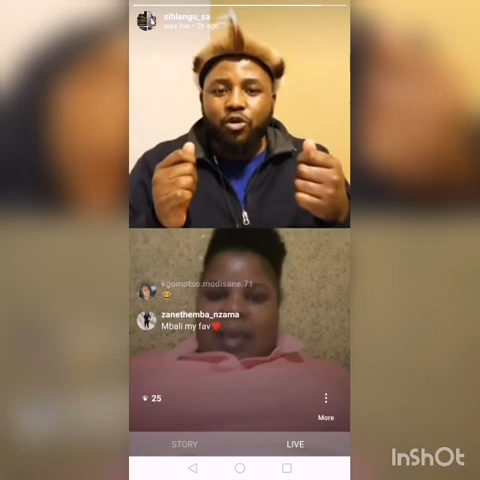 sihlangu_sa
was live • 2h ago
kgomotso.modisane.71
😂
zanethemba_nzama
Mbali my fav❤️
25
More
STORY
LIVE
InShOt